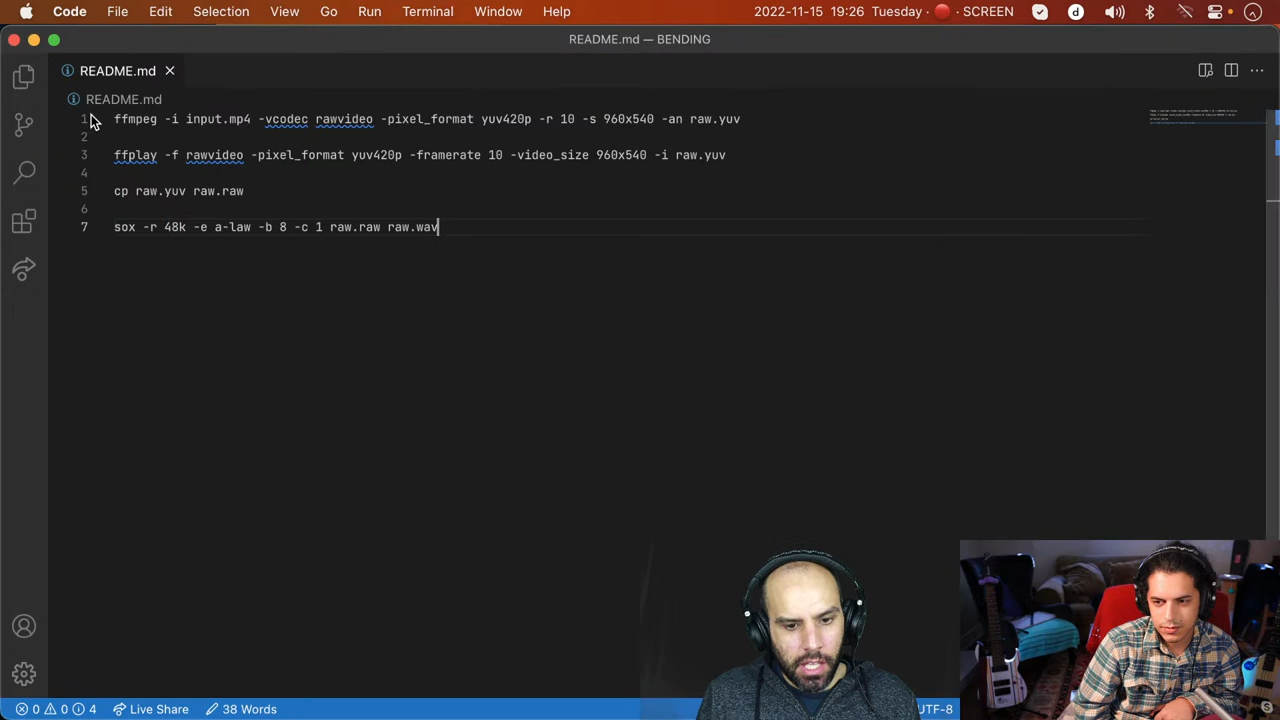 Code File Edit Selection View Go Run Terminal Window Help 2022-11-15 19:26 Tuesday · 🔴 · SCREEN
README.md — BENDING
README.md
README.md
1 ffmpeg -i input.mp4 -vcodec rawvideo -pixel_format yuv420p -r 10 -s 960x540 -an raw.yuv
2
3 ffplay -f rawvideo -pixel_format yuv420p -framerate 10 -video_size 960x540 -i raw.yuv
4
5 cp raw.yuv raw.raw
6
7 sox -r 48k -e a-law -b 8 -c 1 raw.raw raw.wav
0 0 4 Live Share 38 Words UTF-8